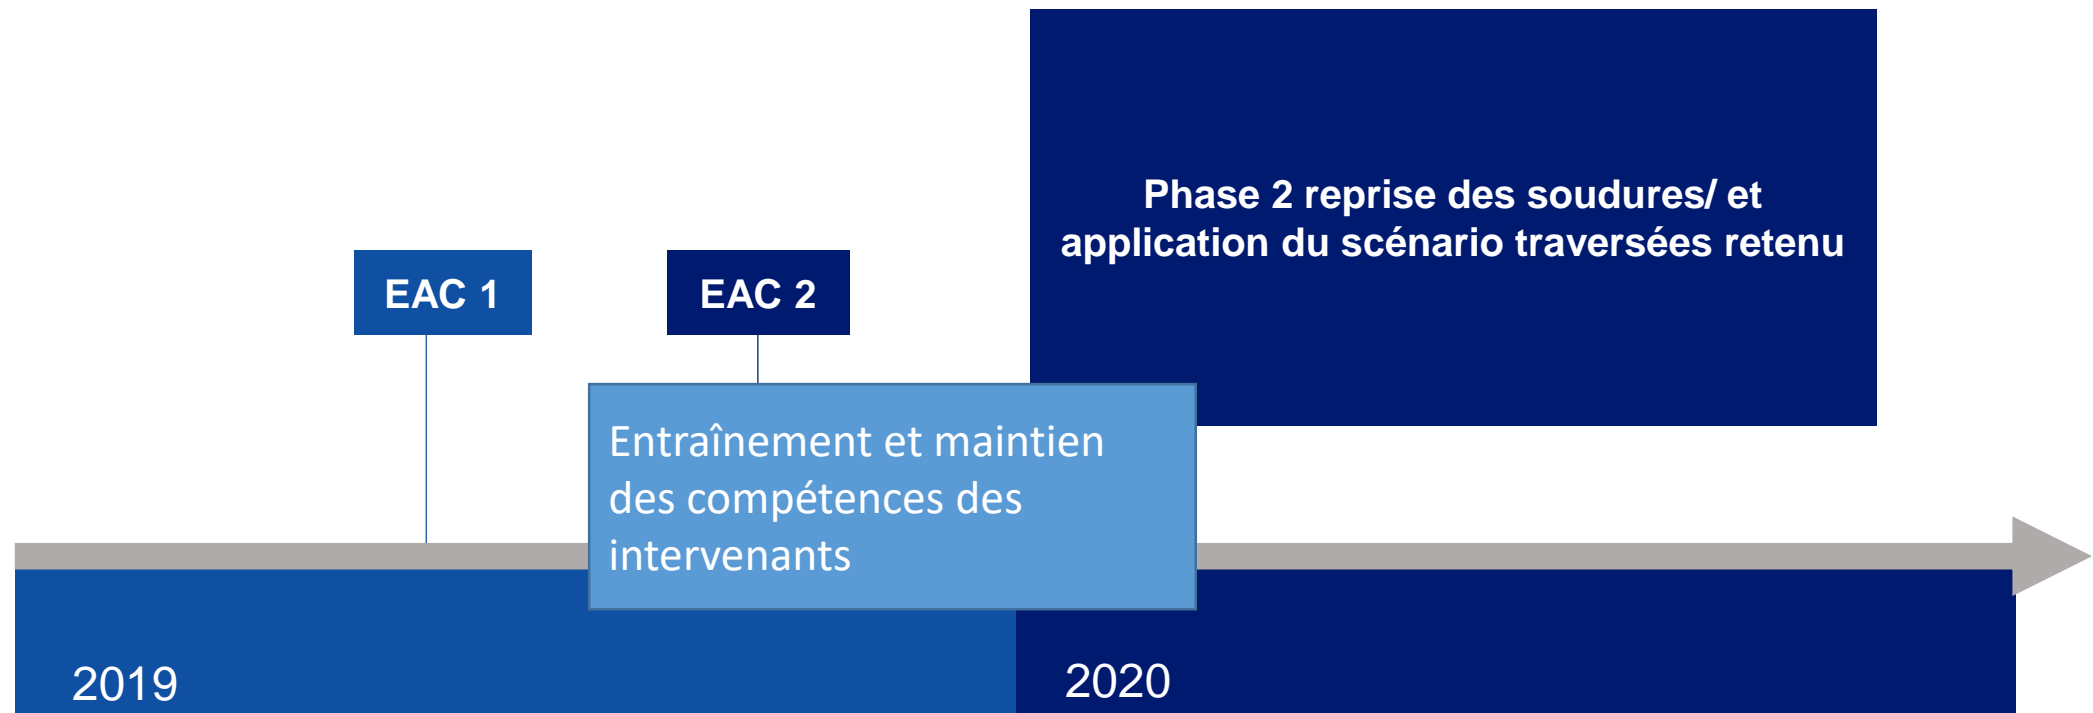 Phase 2 reprise des soudures/ et
application du scénario traversées retenu
EAC 1
EAC 2
Entraînement et maintien
des compétences des
intervenants
2019
2020